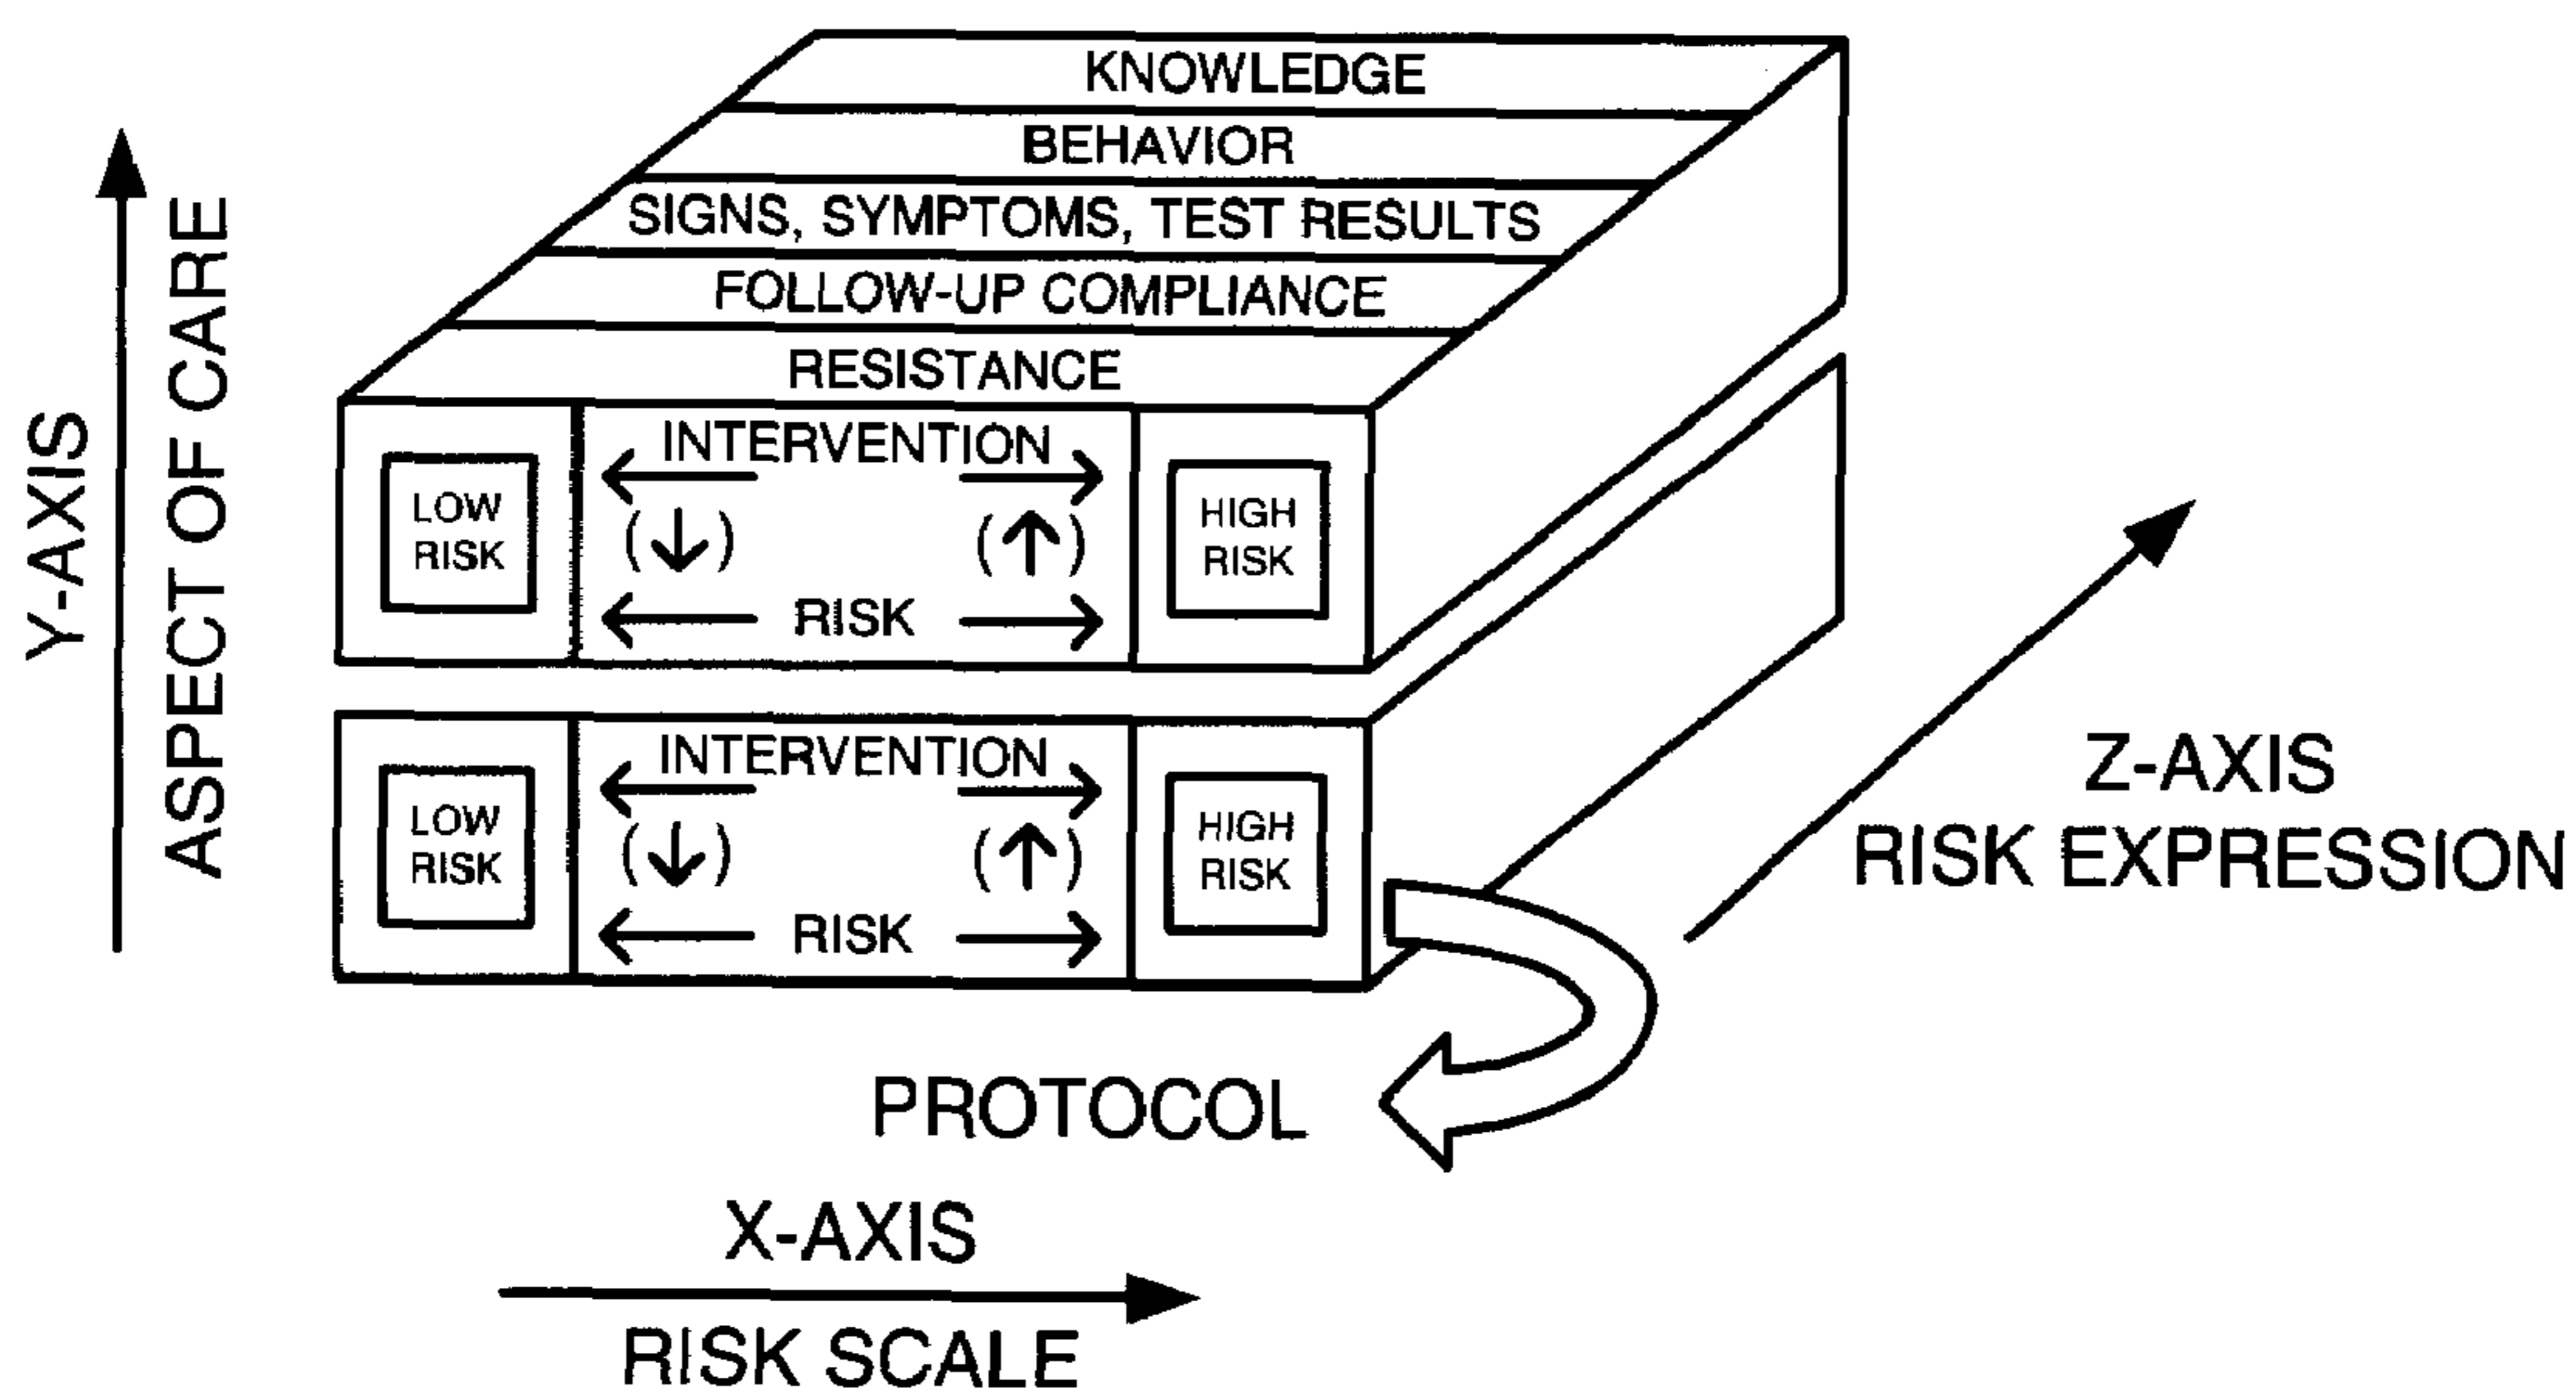 KNOWLEDGE
BEHAVIOR
SIGNS, SYMPTOMS, TEST RESULTS
FOLLOW-UP COMPLIANCE
RESISTANCE
Y-AXIS
ASPECT OF CARE
LOW
RISK
INTERVENTION
(↓)
(↑)
RISK
HIGH
RISK
LOW
RISK
INTERVENTION
(↓)
(↑)
RISK
HIGH
RISK
Z-AXIS
RISK EXPRESSION
PROTOCOL
X-AXIS
RISK SCALE